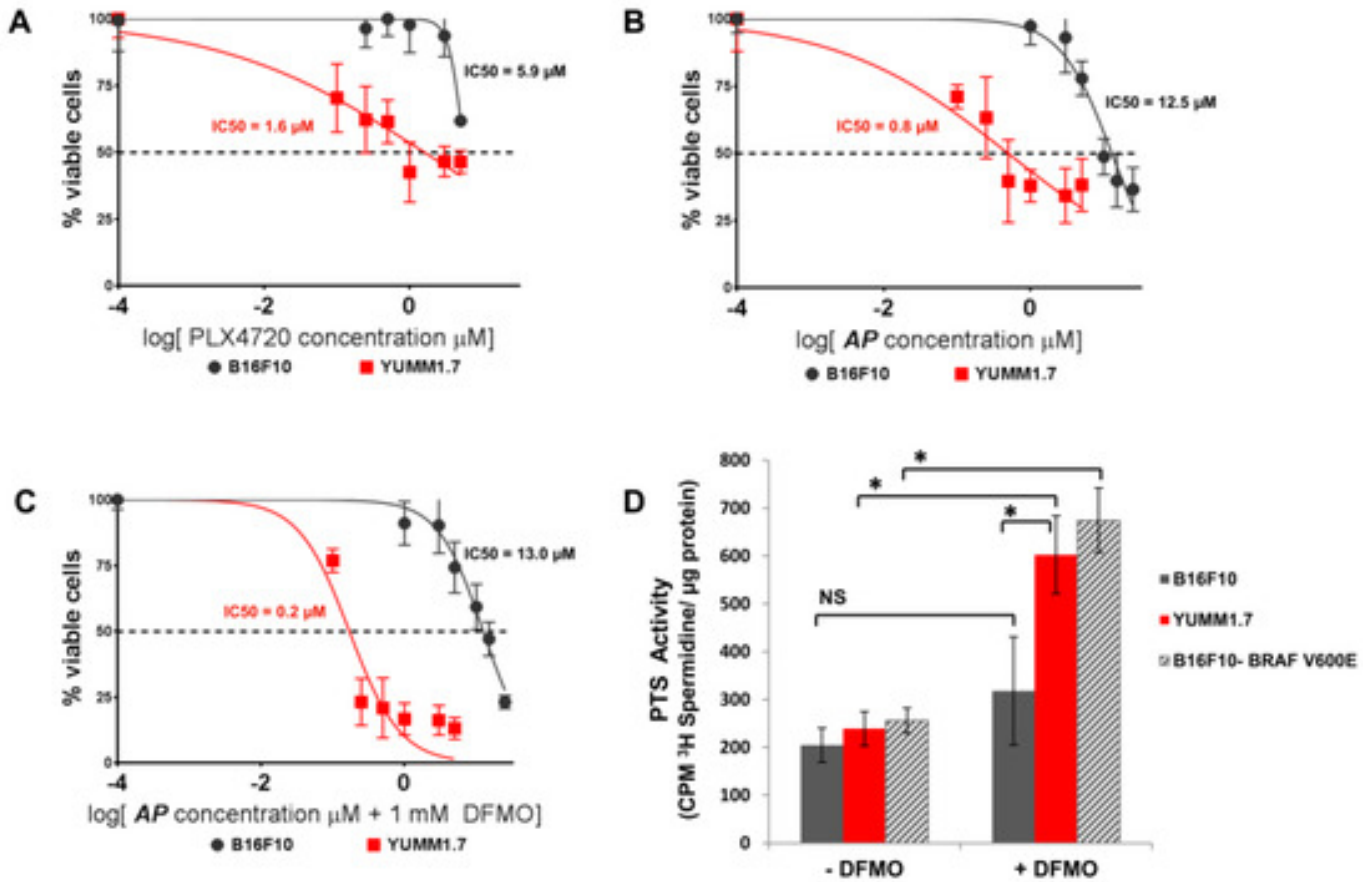 A
% viable cells
100
75
50
25
0
IC50 = 5.9 µM
IC50 = 1.6 µM
-4
-2
0
log[ PLX4720 concentration µM]
B16F10
YUMM1.7
B
% viable cells
100
75
50
25
0
IC50 = 12.5 µM
IC50 = 0.8 µM
-4
-2
0
log[ AP concentration µM]
B16F10
YUMM1.7
C
% viable cells
100
75
50
25
0
IC50 = 13.0 µM
IC50 = 0.2 µM
-4
-2
0
log[ AP concentration µM + 1 mM DFMO]
B16F10
YUMM1.7
D
PTS Activity
(CPM ³H Spermidine/ µg protein)
800
700
600
500
400
300
200
100
0
*
*
*
NS
- DFMO
+ DFMO
B16F10
YUMM1.7
B16F10- BRAF V600E